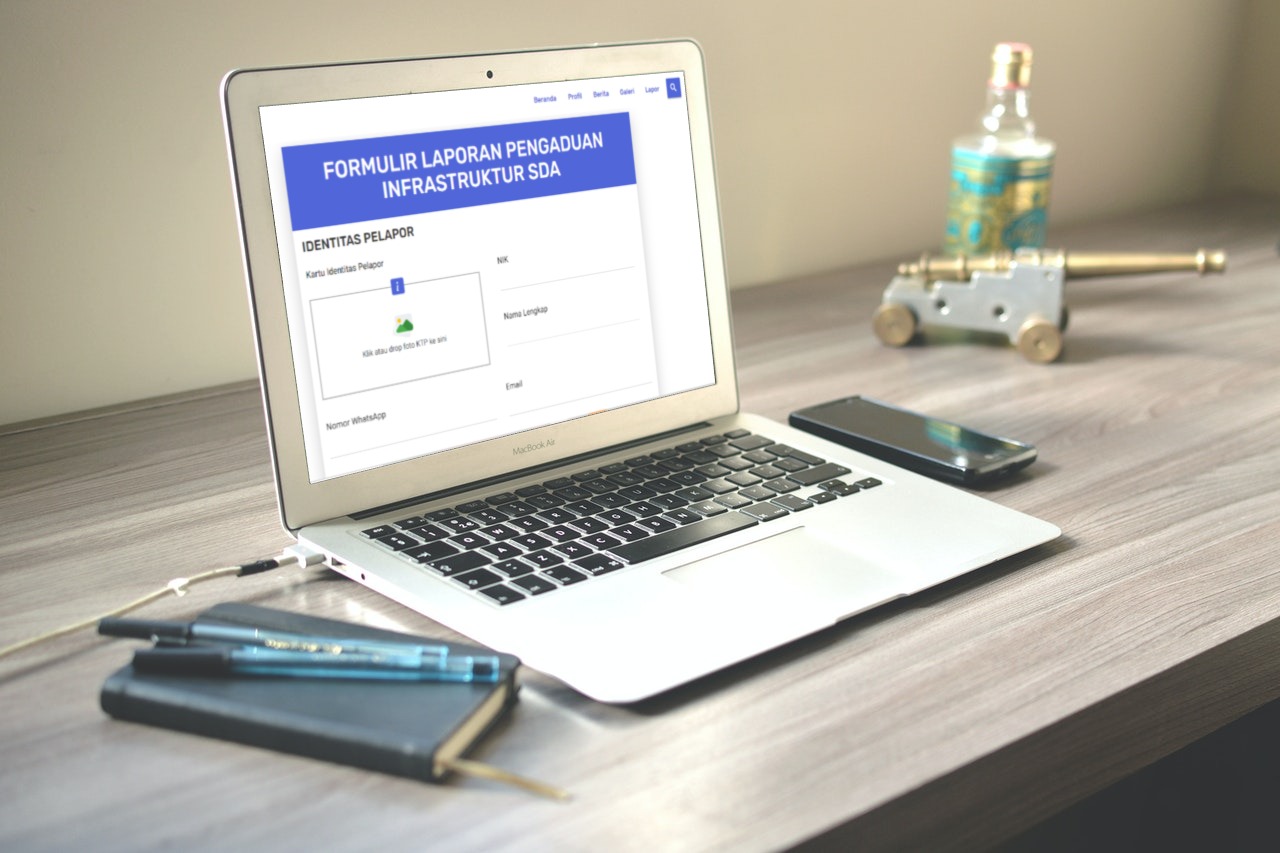 Beranda Profil Berita Galeri Lapor
FORMULIR LAPORAN PENGADUAN
INFRASTRUKTUR SDA
IDENTITAS PELAPOR
Kartu Identitas Pelapor
NIK
i
Klik atau drop foto KTP ke sini
Nama Lengkap
Email
Nomor WhatsApp
MacBook Air